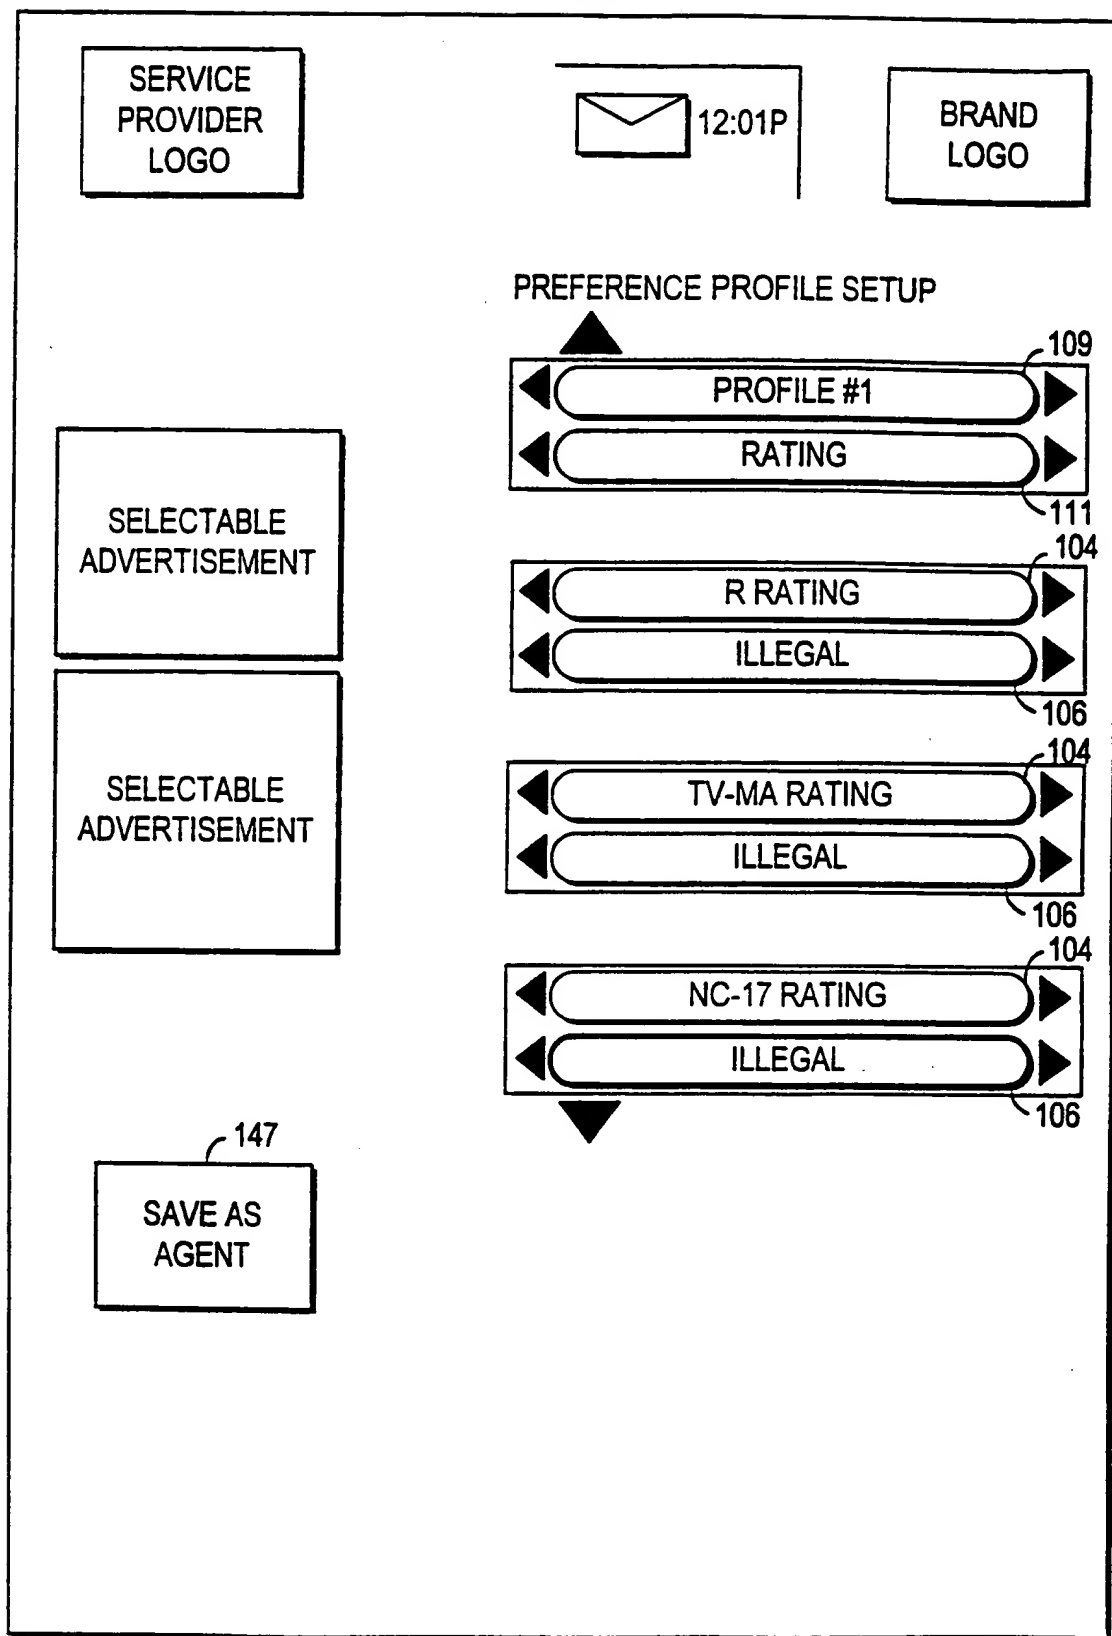 SERVICE
PROVIDER
LOGO
12:01P
BRAND
LOGO
PREFERENCE PROFILE SETUP
109
PROFILE #1
RATING
111
SELECTABLE
ADVERTISEMENT
104
R RATING
ILLEGAL
106
SELECTABLE
ADVERTISEMENT
104
TV-MA RATING
ILLEGAL
106
104
NC-17 RATING
ILLEGAL
106
147
SAVE AS
AGENT